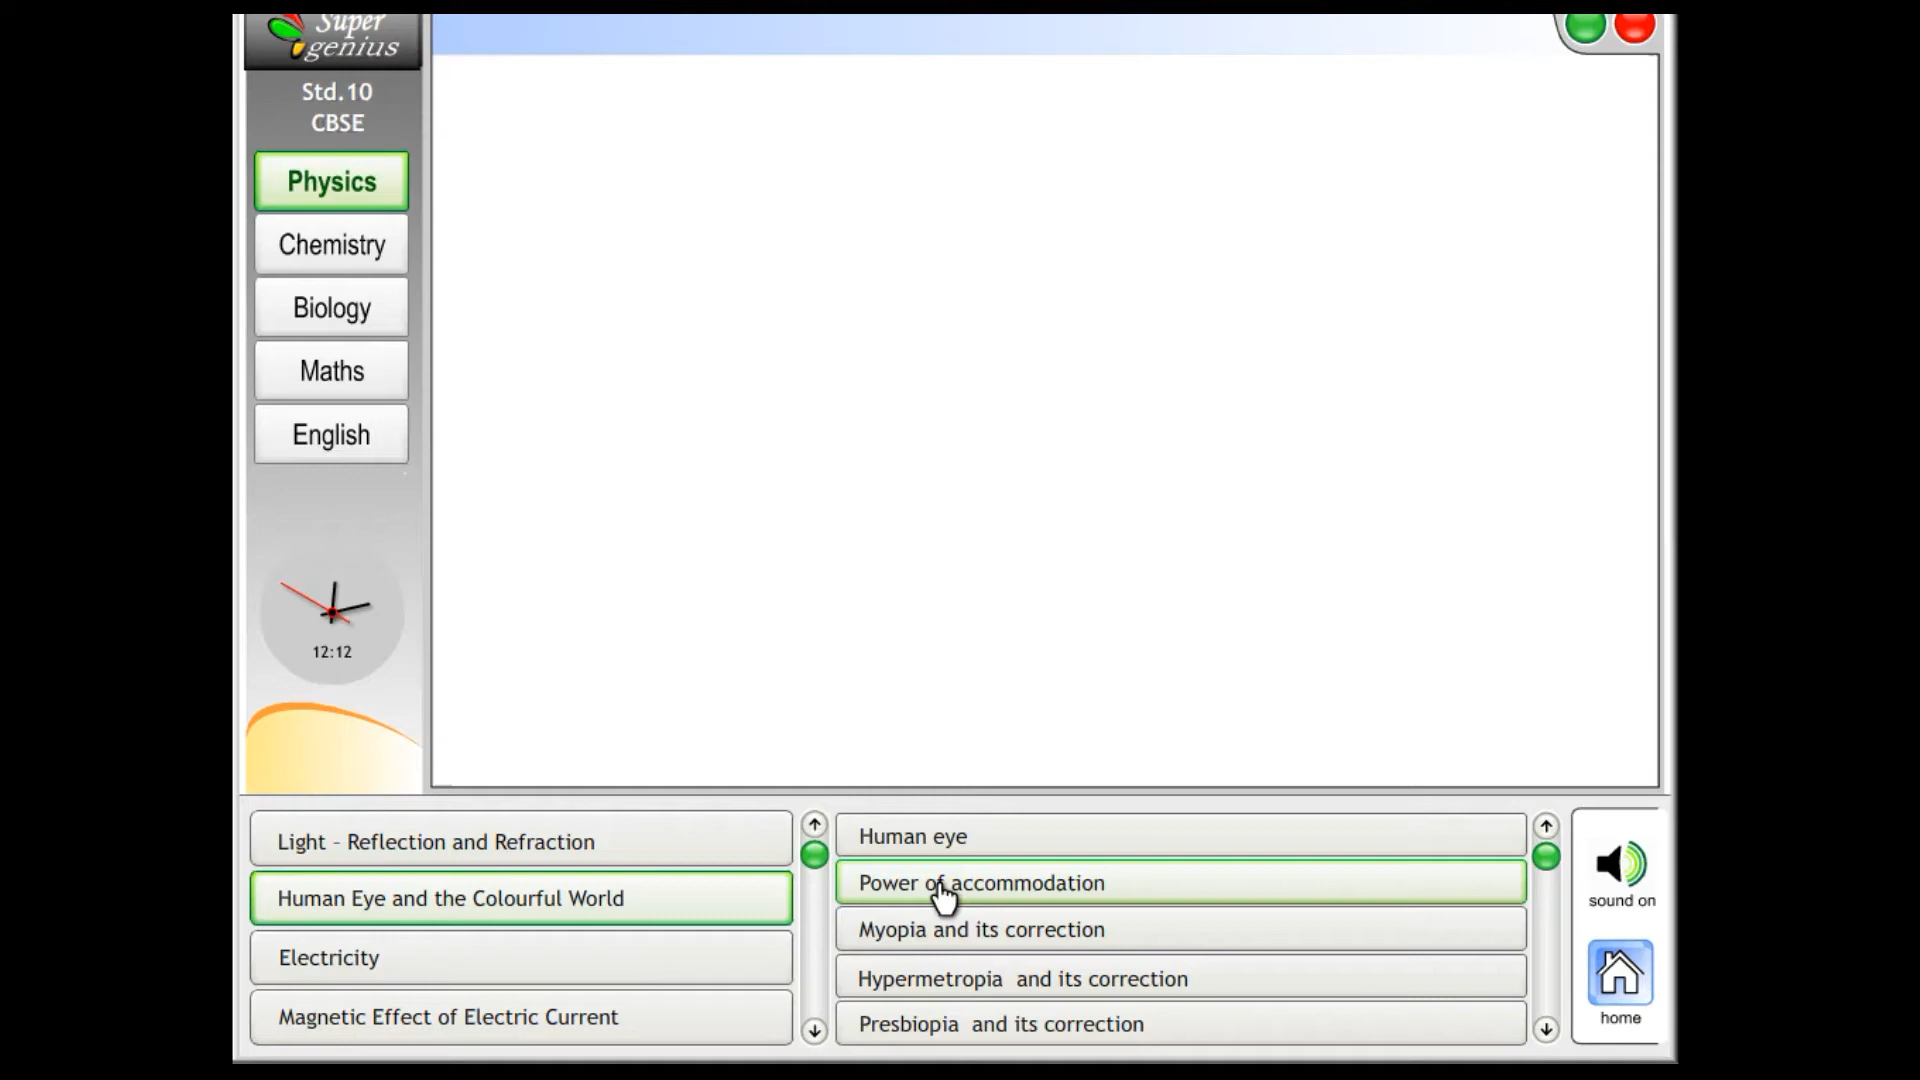 Super
genius
Std.10
CBSE
Physics
Chemistry
Biology
Maths
English
12:12
Light - Reflection and Refraction
Human Eye and the Colourful World
Electricity
Magnetic Effect of Electric Current
Human eye
Power of accommodation
Myopia and its correction
Hypermetropia  and its correction
Presbiopia  and its correction
sound on
home